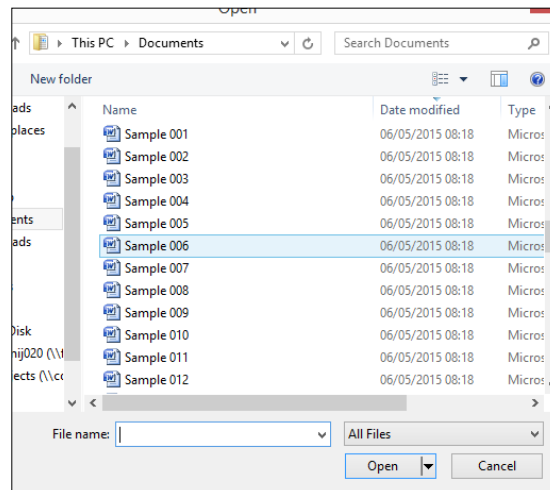 Open
This PC Documents Search Documents
New folder
ads
places
ents
ads
Disk
Name Date modified Type
Sample 001 06/05/2015 08:18 Micros
Sample 002 06/05/2015 08:18 Micros
Sample 003 06/05/2015 08:18 Micros
Sample 004 06/05/2015 08:18 Micros
Sample 005 06/05/2015 08:18 Micros
Sample 006 06/05/2015 08:18 Micros
Sample 007 06/05/2015 08:18 Micros
Sample 008 06/05/2015 08:18 Micros
Sample 009 06/05/2015 08:18 Micros
Sample 010 06/05/2015 08:18 Micros
Sample 011 06/05/2015 08:18 Micros
Sample 012 06/05/2015 08:18 Micros
File name: All Files
Open Cancel